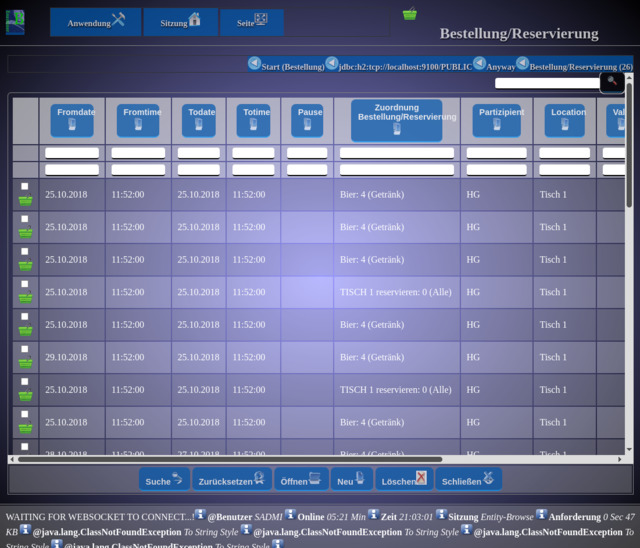 Anwendung Sitzung Seite
Bestellung/Reservierung
Start (Bestellung) jdbc:h2:tcp://localhost:9100/PUBLIC Anyway Bestellung/Reservierung (26)
Fromdate Fromtime Todate Totime Pause Zuordnung Bestellung/Reservierung Partizipient Location
25.10.2018 11:52:00 25.10.2018 11:52:00 Bier: 4 (Getränk) HG Tisch 1
25.10.2018 11:52:00 25.10.2018 11:52:00 Bier: 4 (Getränk) HG Tisch 1
25.10.2018 11:52:00 25.10.2018 11:52:00 Bier: 4 (Getränk) HG Tisch 1
25.10.2018 11:52:00 25.10.2018 11:52:00 TISCH 1 reservieren: 0 (Alle) HG Tisch 1
25.10.2018 11:52:00 25.10.2018 11:52:00 Bier: 4 (Getränk) HG Tisch 1
29.10.2018 11:52:00 25.10.2018 11:52:00 Bier: 4 (Getränk) HG Tisch 1
25.10.2018 11:52:00 25.10.2018 11:52:00 TISCH 1 reservieren: 0 (Alle) HG Tisch 1
25.10.2018 11:52:00 25.10.2018 11:52:00 Bier: 4 (Getränk) HG Tisch 1
28.10.2018 11:52:00 27.10.2018 11:52:00 Bier: 4 (Getränk) HG Tisch 1
Suche Zurücksetzen Öffnen Neu Löschen Schließen
WAITING FOR WEBSOCKET TO CONNECT...! @Benutzer SADMI Online 05:21 Min Zeit 21:03:01 Sitzung Entity-Browse Anforderung 0 Sec 47
KB @java.lang.ClassNotFoundException To String Style @java.lang.ClassNotFoundException To String Style @java.lang.ClassNotFoundException To
String Style @java.lang.ClassNotFoundException To String Style